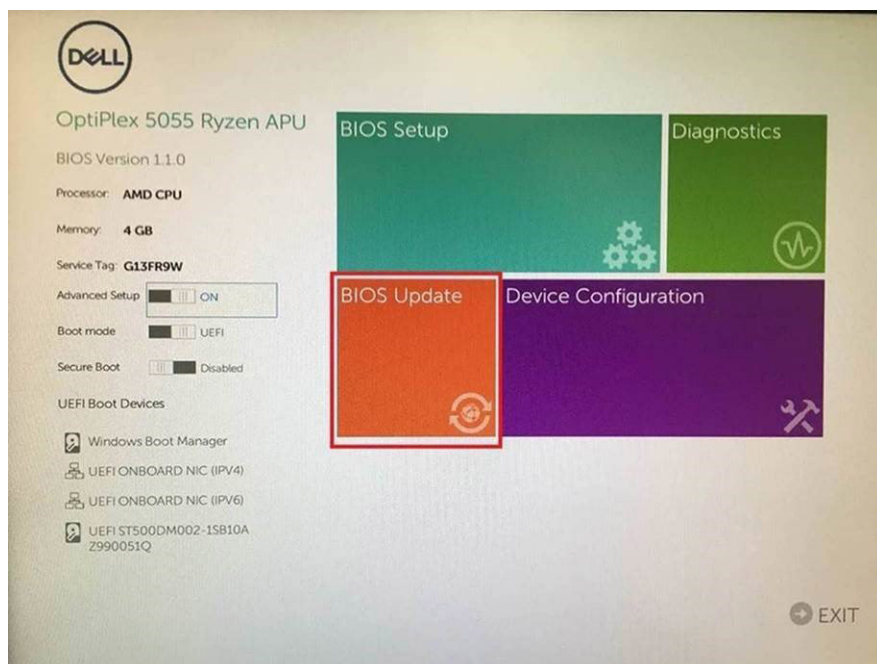 DELL
OptiPlex 5055 Ryzen APU
BIOS Version 1.1.0
Processor: AMD CPU
Memory: 4 GB
Service Tag: G13FR9W
Advanced Setup ON
Boot mode UEFI
Secure Boot Disabled
UEFI Boot Devices
Windows Boot Manager
UEFI ONBOARD NIC (IPV4)
UEFI ONBOARD NIC (IPV6)
UEFI ST500DM002-1SB10A
Z990051Q
BIOS Setup
Diagnostics
BIOS Update
Device Configuration
EXIT